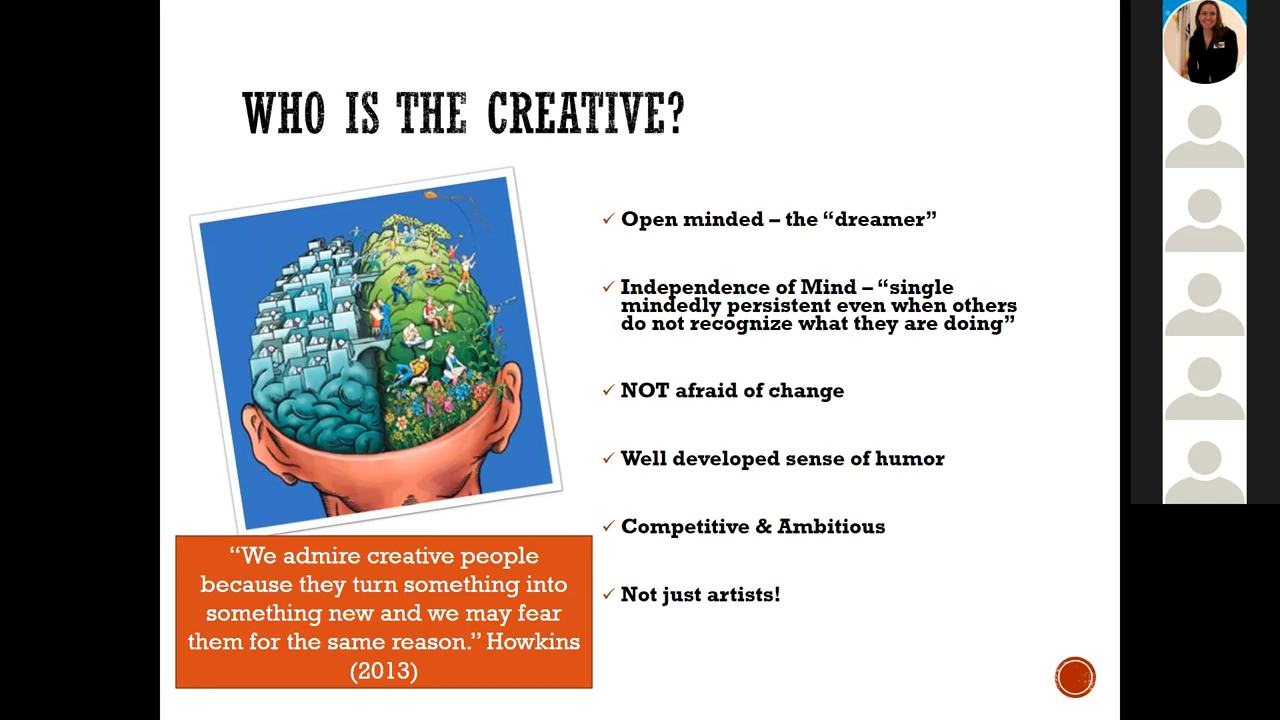 WHO IS THE CREATIVE?
✓ Open minded – the “dreamer”
✓ Independence of Mind – “single
mindedly persistent even when others
do not recognize what they are doing”
✓ NOT afraid of change
✓ Well developed sense of humor
✓ Competitive & Ambitious
✓ Not just artists!
“We admire creative people
because they turn something into
something new and we may fear
them for the same reason.” Howkins
(2013)